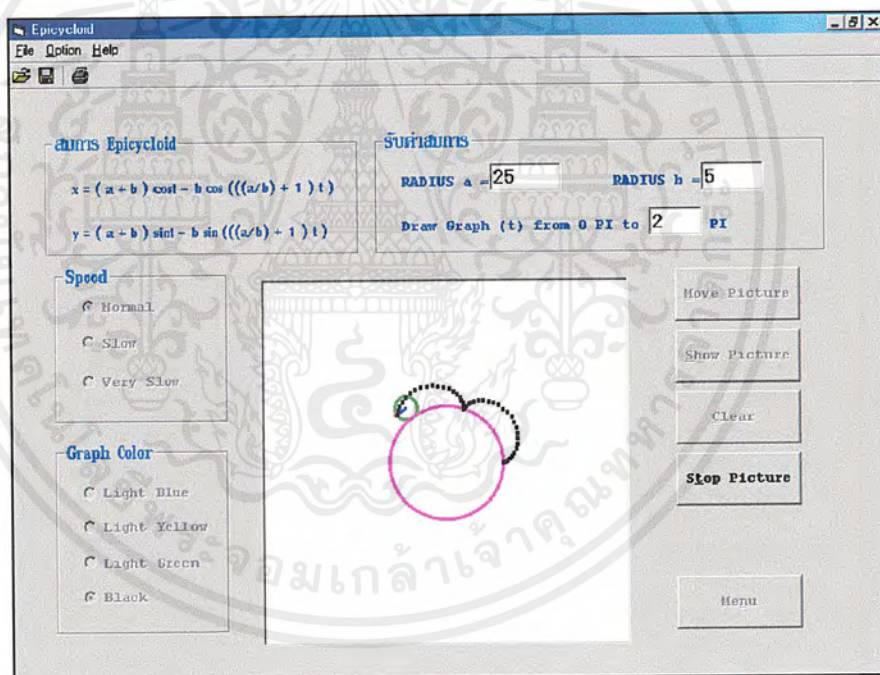 Epicycloid
File Option Help
สมการ Epicycloid
x = ( a + b ) cost - b cos (((a/b) + 1 ) t )
y = ( a + b ) sint - b sin (((a/b) + 1 ) t )
รับค่าสมการ
RADIUS a = 25 RADIUS b = 5
Draw Graph (t) from 0 PI to 2 PI
Speed
Normal
Slow
Very Slow
Graph Color
Light Blue
Light Yellow
Light Green
Black
Move Picture
Show Picture
Clear
Stop Picture
Menu